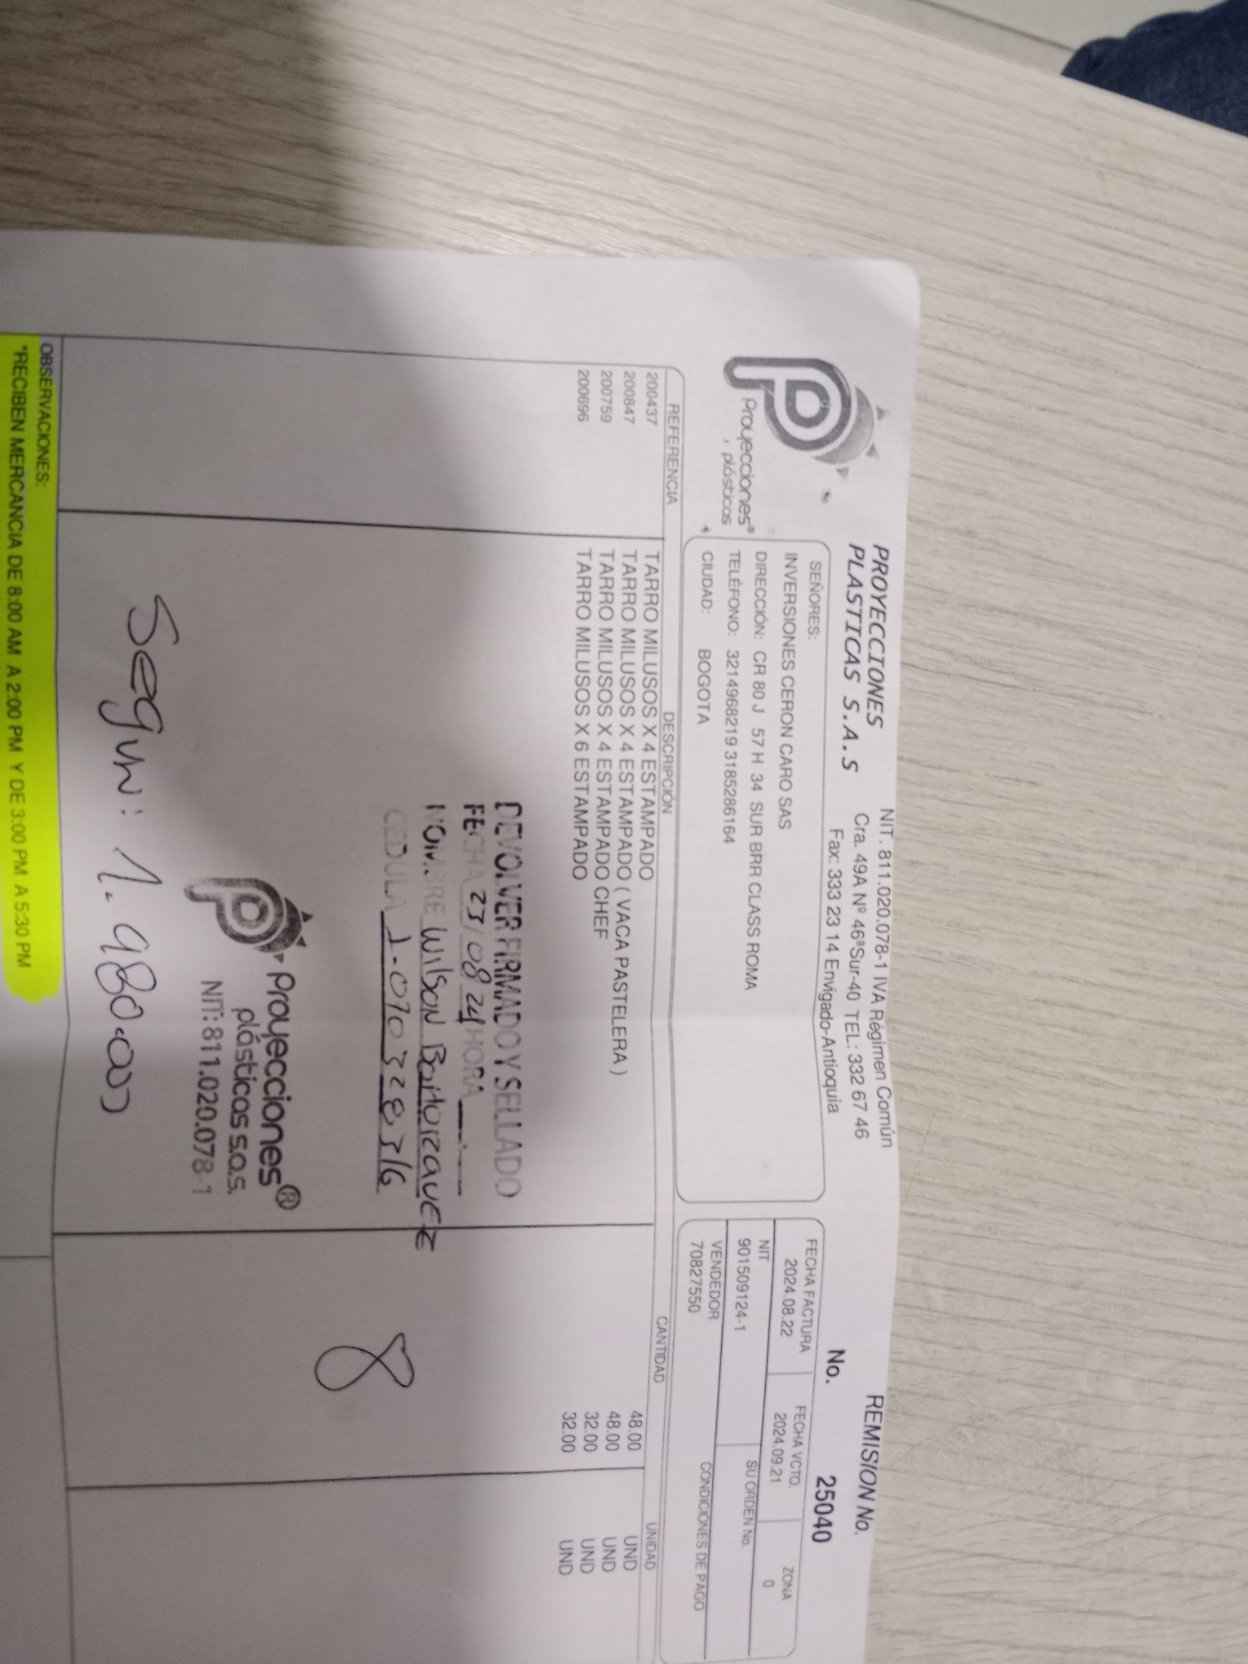 Proyecciones®
plásticos
PROYECCIONES
PLASTICAS S.A.S
NIT. 811.020.078-1 IVA Régimen Común
Cra. 49A Nº 46ªSur-40 TEL: 332 67 46
Fax: 333 23 14 Envigado-Antioquia
REMISION No.
No. 25040
SEÑORES:
INVERSIONES CERON CARO SAS
DIRECCIÓN: CR 80 J 57 H 34 SUR BRR CLASS ROMA
TELÉFONO: 3214968219 3185286164
CIUDAD: BOGOTA
FECHA FACTURA FECHA VCTO. ZONA
2024.08.22 2024.09.21 0
NIT SU ORDEN No.
901509124-1
VENDEDOR CONDICIONES DE PAGO
70827550
REFERENCIA DESCRIPCIÓN CANTIDAD UNIDAD
200437 TARRO MILUSOS X 4 ESTAMPADO 48.00 UND
200847 TARRO MILUSOS X 4 ESTAMPADO ( VACA PASTELERA ) 48.00 UND
200759 TARRO MILUSOS X 4 ESTAMPADO CHEF 32.00 UND
200696 TARRO MILUSOS X 6 ESTAMPADO 32.00 UND
DEVOLVER FIRMADO Y SELLADO
FECHA 23/08 24 HORA
NOMBRE Wilson
CEDULA
8
Proyecciones®
plásticos s.a.s.
NIT: 811.020.078-1
Segun: 1.980.000
OBSERVACIONES:
*RECIBEN MERCANCIA DE 8:00 AM A 2:00 PM Y DE 3:00 PM A 5:30 PM